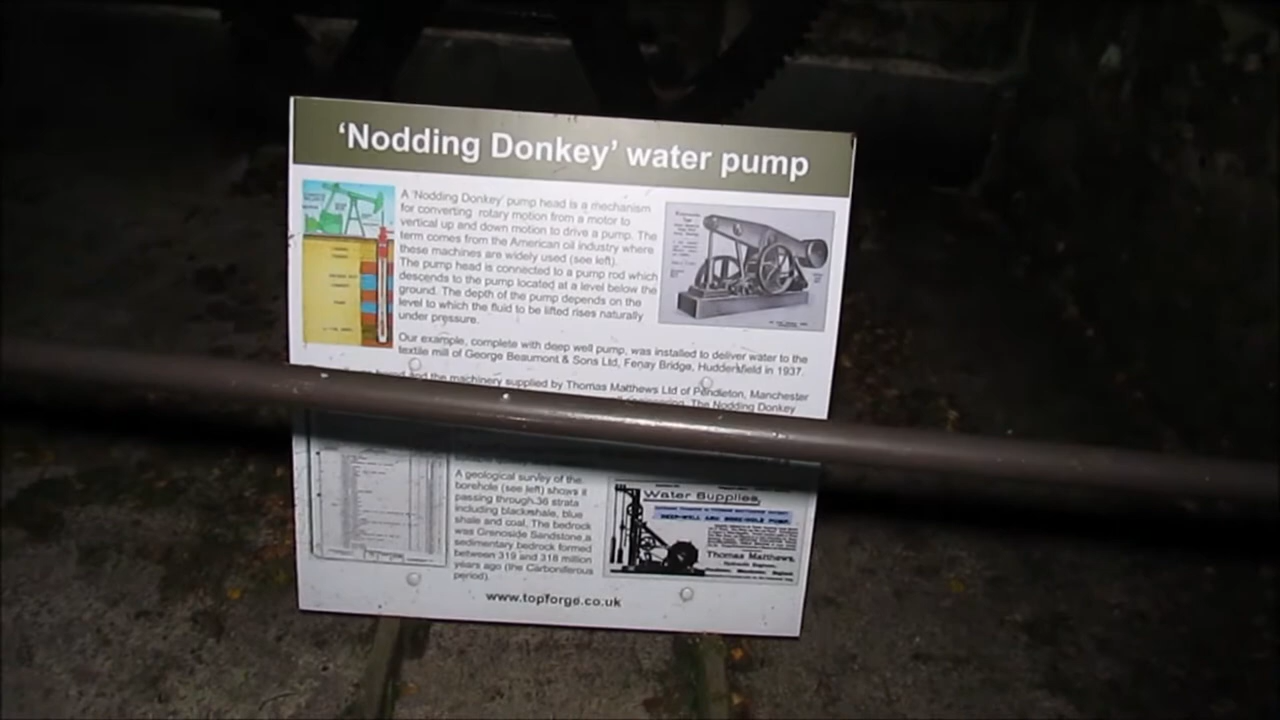 'Nodding Donkey' water pump
A 'Nodding Donkey' pump head is a mechanism
for converting rotary motion from a motor to
vertical up and down motion to drive a pump. The
term comes from the American oil industry where
these machines are widely used (see left).
The pump head is connected to a pump rod which
descends to the pump located at a level below the
ground. The depth of the pump depends on the
level to which the fluid to be lifted rises naturally
under pressure.
Our example, complete with deep well pump, was installed to deliver water to the
textile mill of George Beaumont & Sons Ltd, Fenay Bridge, Huddersfield in 1937.
and the machinery supplied by Thomas Matthews Ltd of Pendleton, Manchester
The Nodding Donkey
A geological survey of the
borehole (see left) shows it
passing through 36 strata
including blackshale, blue
shale and coal. The bedrock
was Grenoside Sandstone,a
sedimentary bedrock formed
between 319 and 318 million
years ago (the Carboniferous
period).
Water Supplies,
DEEP-WELL AND BORE-HOLE PUMP.
Thomas Matthews,
www.topforge.co.uk